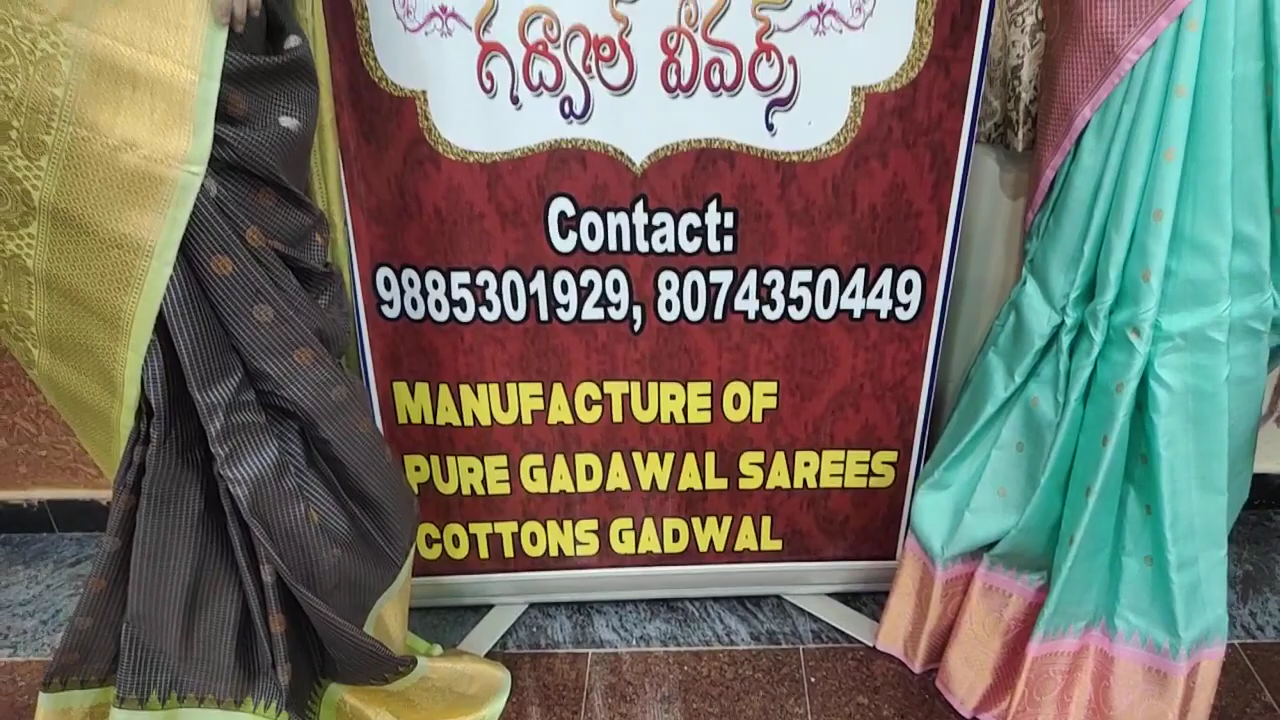 గద్వాల్ వీవర్స్
Contact:
9885301929, 8074350449
MANUFACTURE OF
PURE GADAWAL SAREES
COTTONS GADWAL